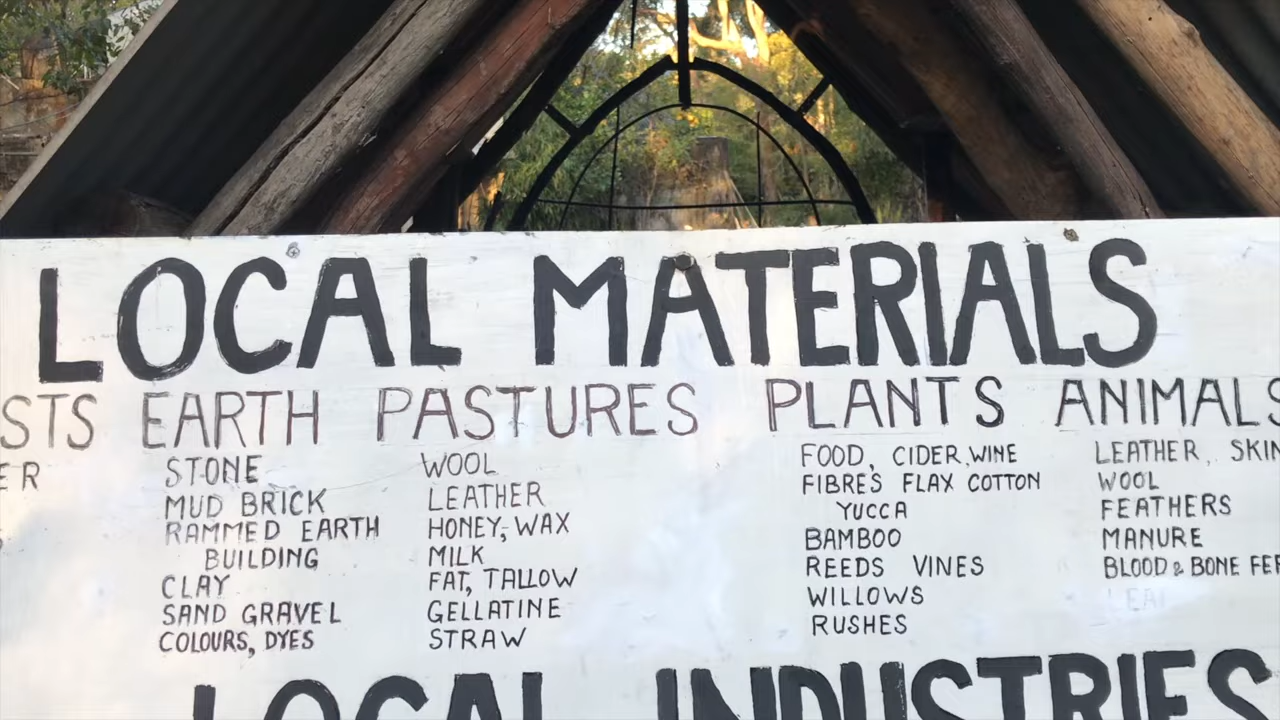 LOCAL MATERIALS
STS EARTH PASTURES PLANTS ANIMALS
ER
STONE
MUD BRICK
RAMMED EARTH
BUILDING
CLAY
SAND GRAVEL
COLOURS, DYES
WOOL
LEATHER
HONEY, WAX
MILK
FAT, TALLOW
GELLATINE
STRAW
FOOD, CIDER, WINE
FIBRES FLAX COTTON
YUCCA
BAMBOO
REEDS VINES
WILLOWS
RUSHES
LEATHER, SKIN
WOOL
FEATHERS
MANURE
BLOOD & BONE FER
LOCAL INDUSTRIES